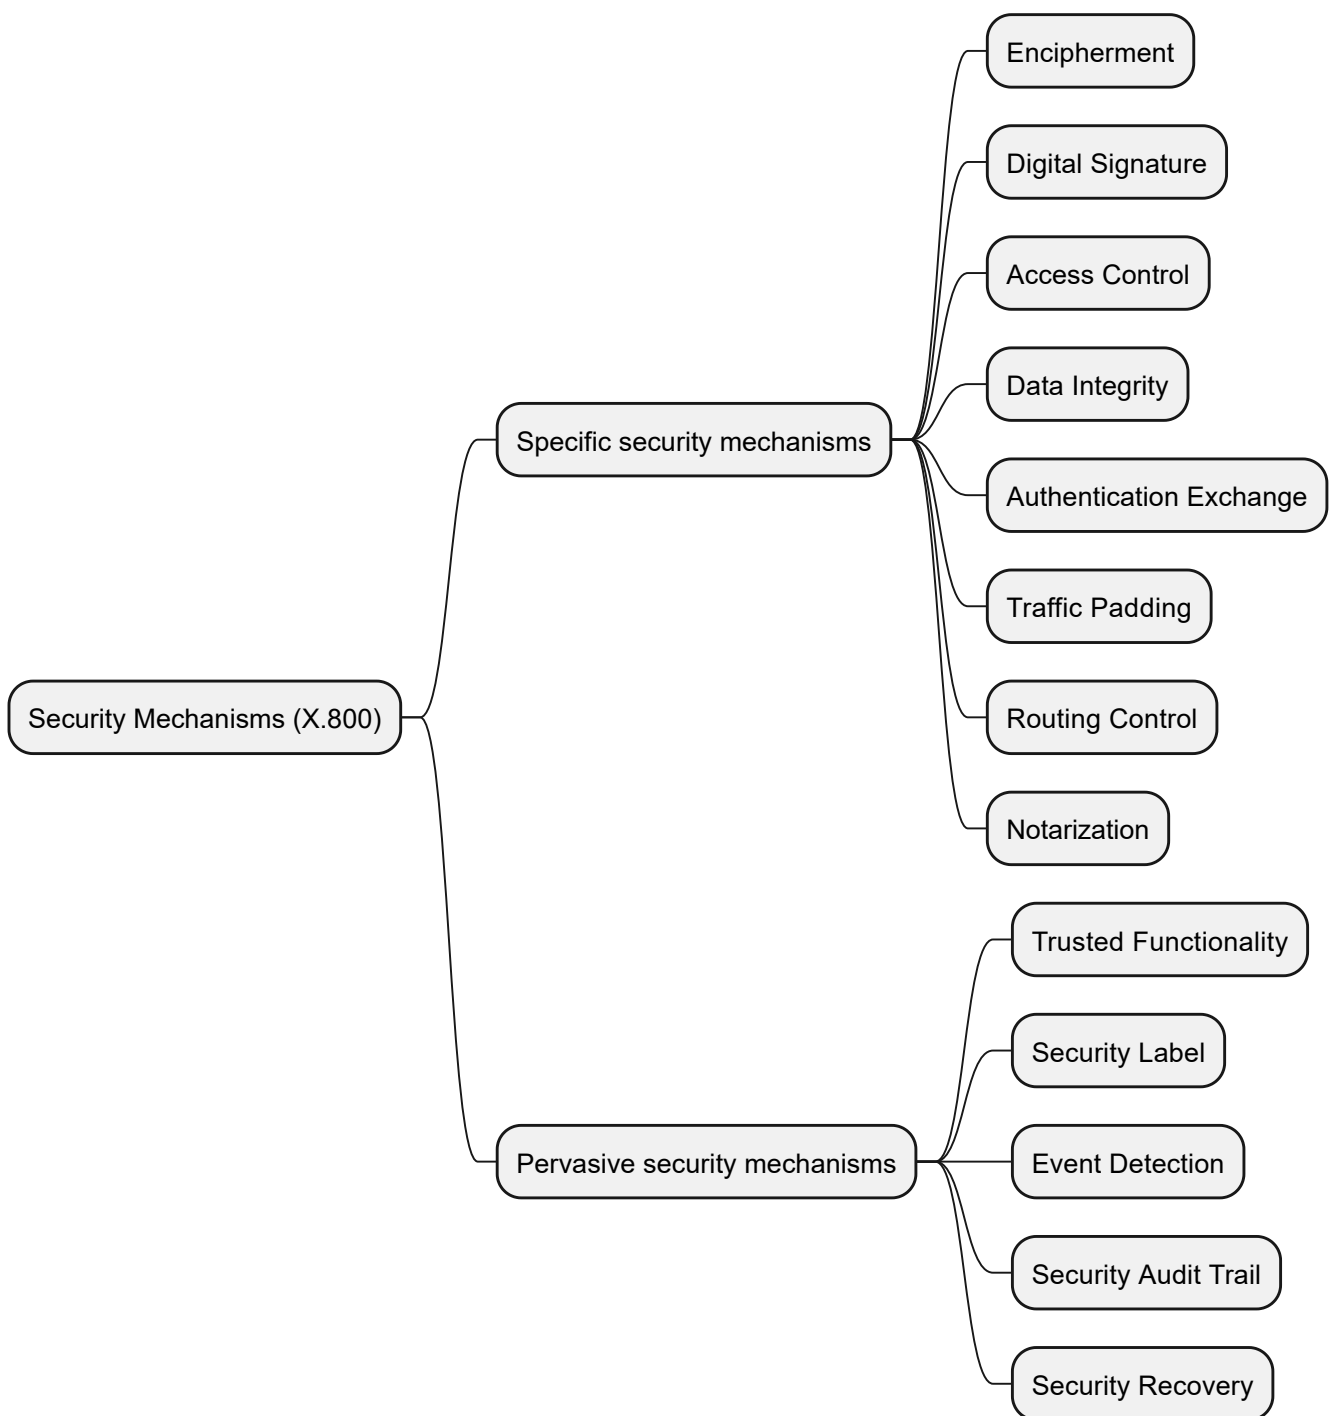 Security Mechanisms (X.800)
Specific security mechanisms
Encipherment
Digital Signature
Access Control
Data Integrity
Authentication Exchange
Traffic Padding
Routing Control
Notarization
Pervasive security mechanisms
Trusted Functionality
Security Label
Event Detection
Security Audit Trail
Security Recovery